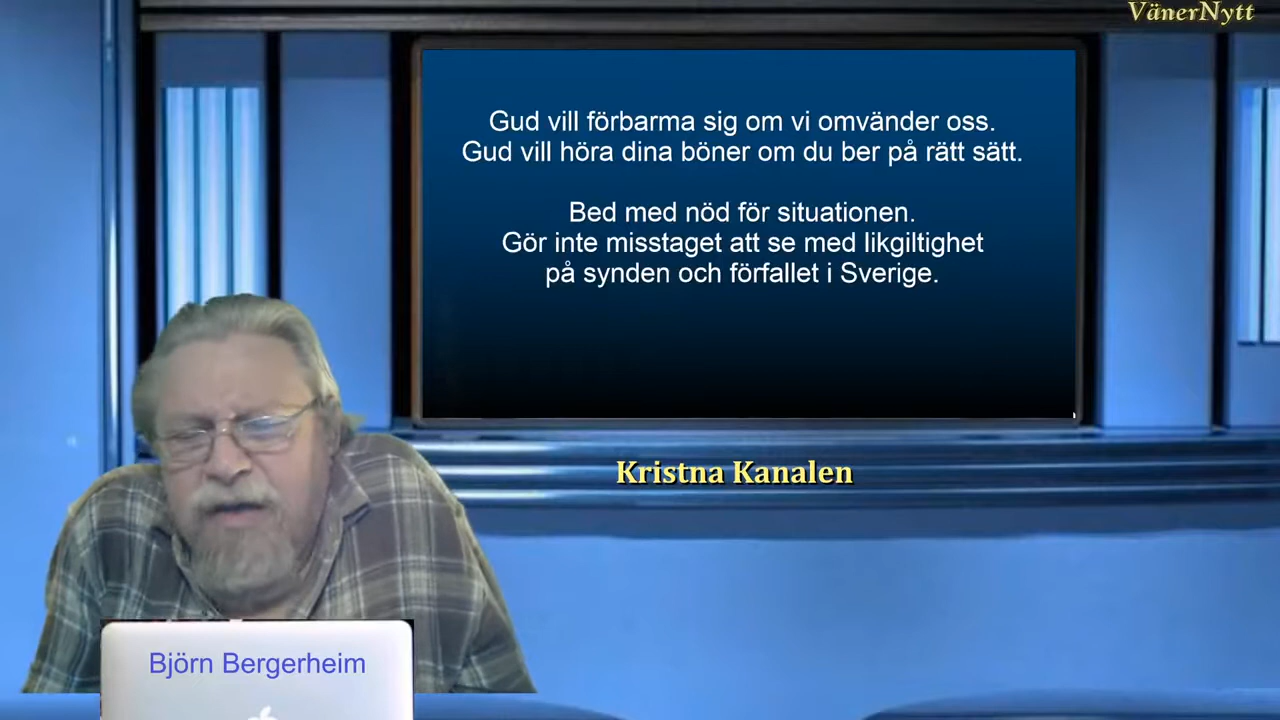 VänerNytt
Gud vill förbarma sig om vi omvänder oss.
Gud vill höra dina böner om du ber på rätt sätt.
Bed med nöd för situationen.
Gör inte misstaget att se med likgiltighet
på synden och förfallet i Sverige.
Kristna Kanalen
Björn Bergerheim